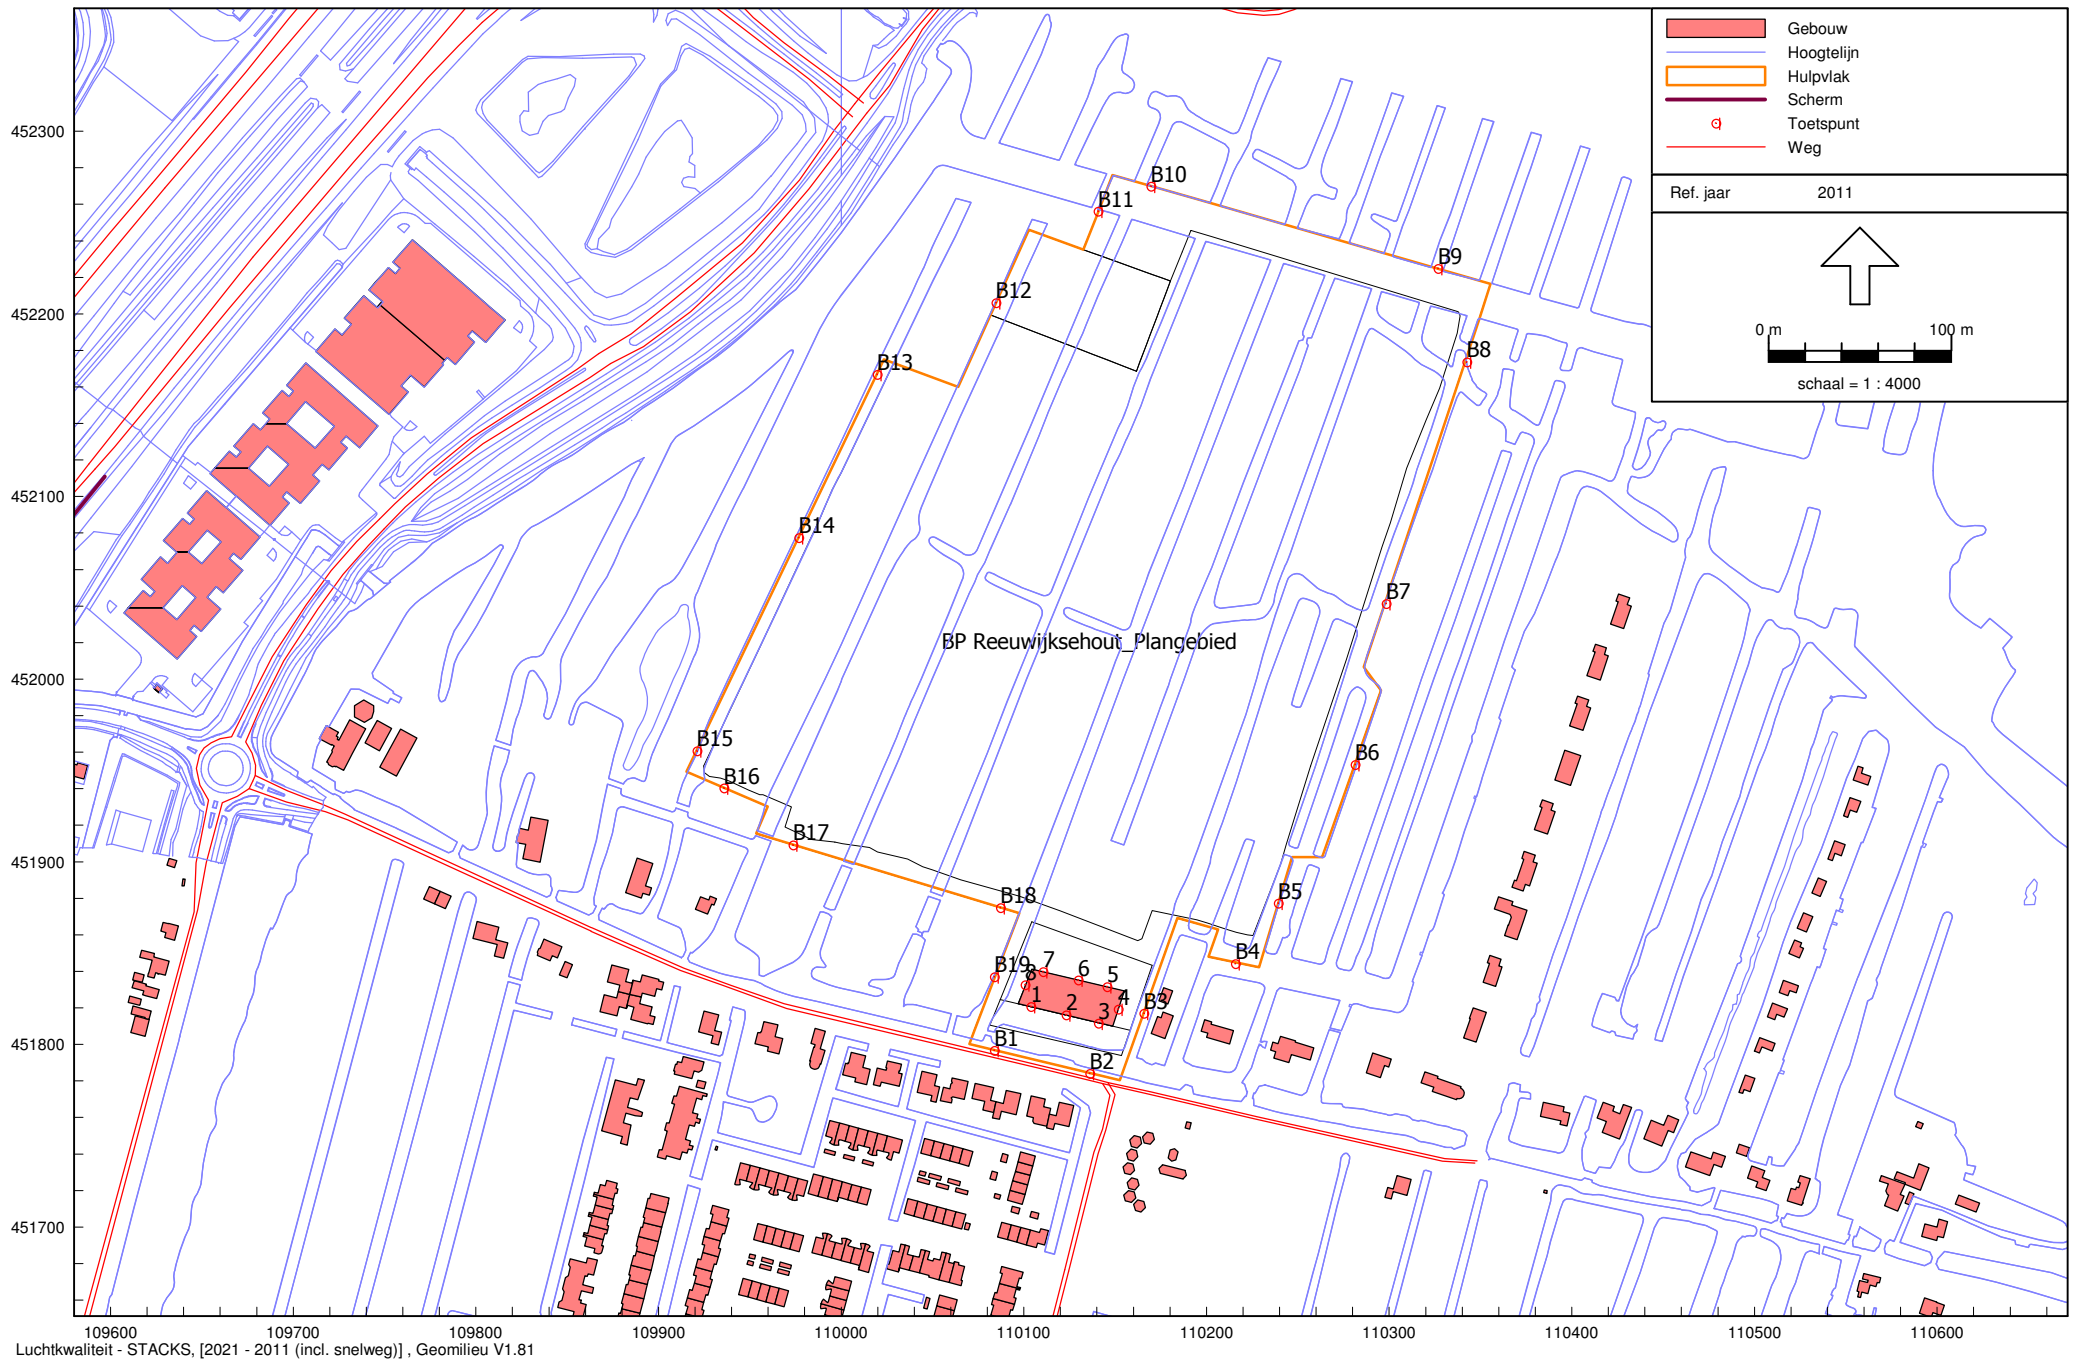 Gebouw
Hoogtelijn
Hulpvlak
Scherm
Toetspunt
Weg
Ref. jaar 2011
0 m 100 m
schaal = 1 : 4000
452300
452200
452100
452000
451900
451800
451700
B10
B11
B9
B12
B8
B13
B14
B7
BP Reeuwijksehout_Plangebied
B15
B6
B16
B17
B18
B5
B4
B19
7
6
5
8
1
2
3
4
B3
B1
B2
109600 109700 109800 109900 110000 110100 110200 110300 110400 110500 110600
Luchtkwaliteit - STACKS, [2021 - 2011 (incl. snelweg)] , Geomilieu V1.81